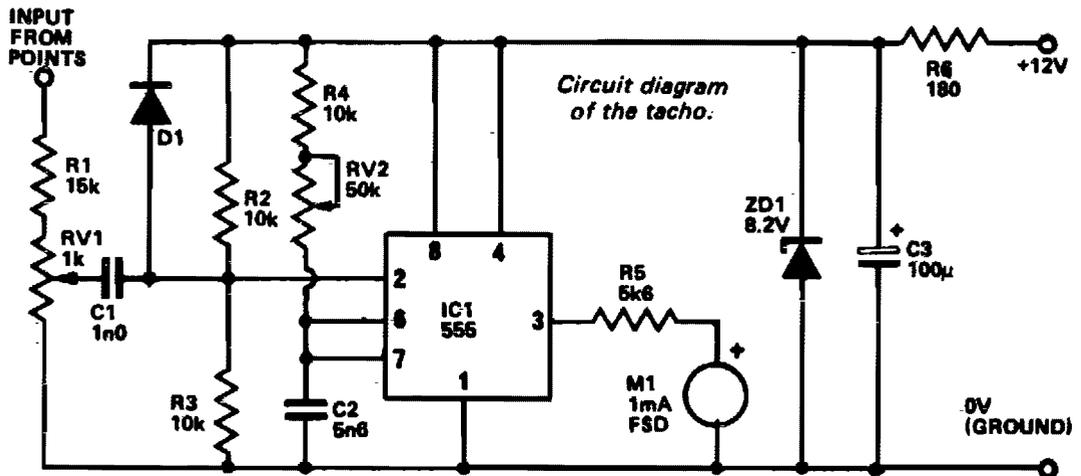 INPUT
FROM
POINTS
R1
15k
RV1
1k
C1
1n0
D1
R2
10k
R3
10k
R4
10k
RV2
50k
C2
5n6
8
4
2
6
7
IC1
555
3
1
R5
5k6
+
M1
1mA
FSD
Circuit diagram
of the tacho.
ZD1
8.2V
+
C3
100μ
R6
180
+12V
0V
(GROUND)